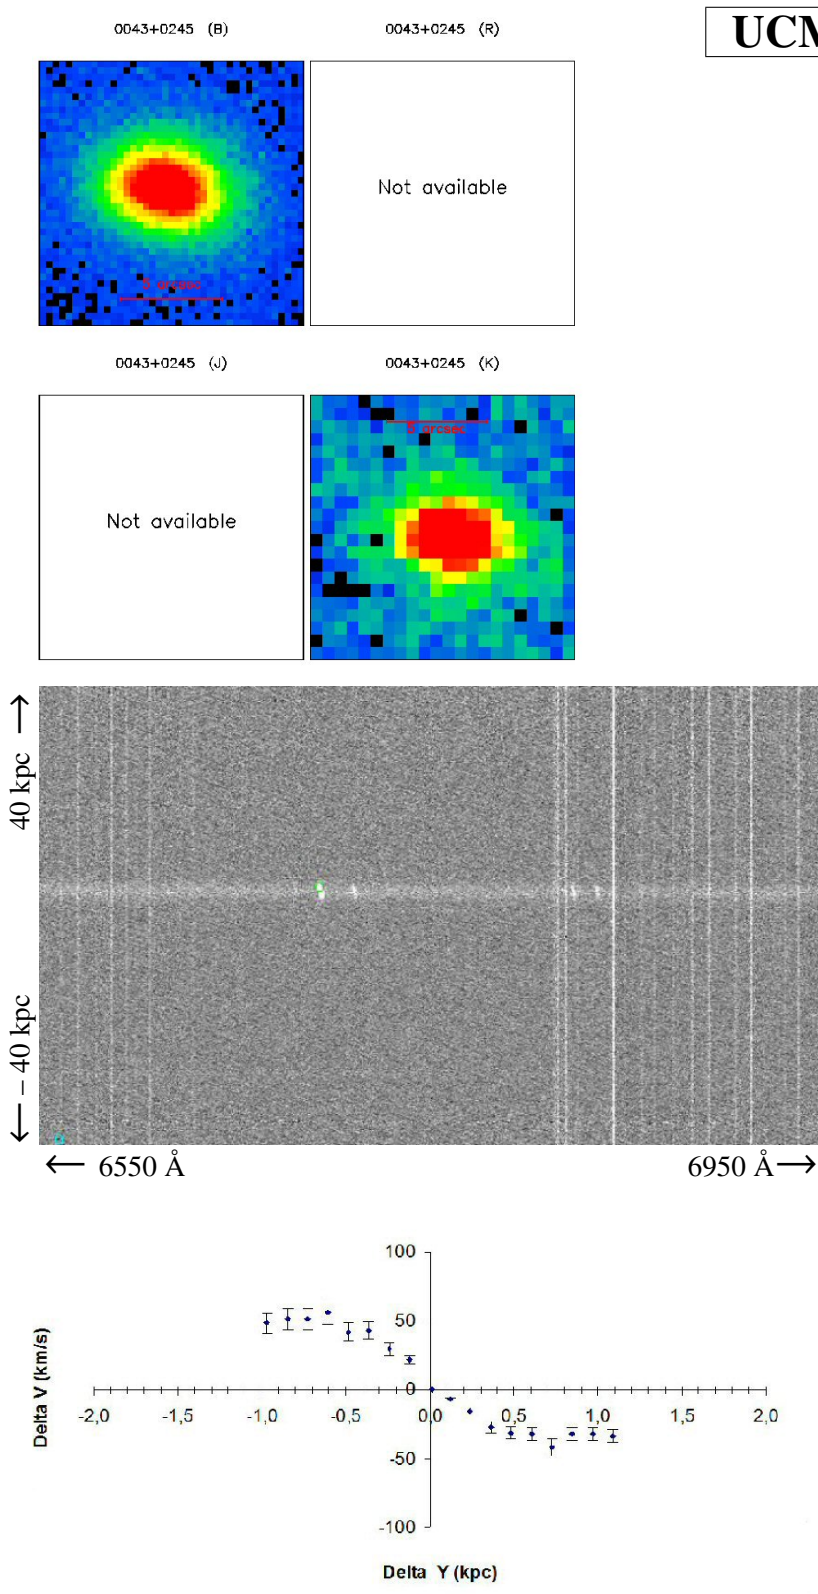 0043+0245 (B)
0043+0245 (R)
UCM
5 arcsec
Not available
0043+0245 (J)
0043+0245 (K)
Not available
5 arcsec
← – 40 kpc 40 kpc →
← 6550 Å
6950 Å →
100
50
0
-2,0 -1,5 -1,0 -0,5 0,0 0,5 1,0 1,5 2,0
-50
-100
Delta V (km/s)
Delta Y (kpc)